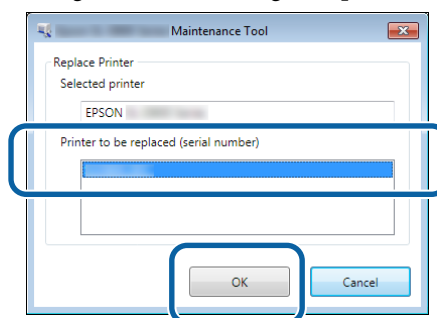 Maintenance Tool
Replace Printer
Selected printer
EPSON
Printer to be replaced (serial number)
OK
Cancel